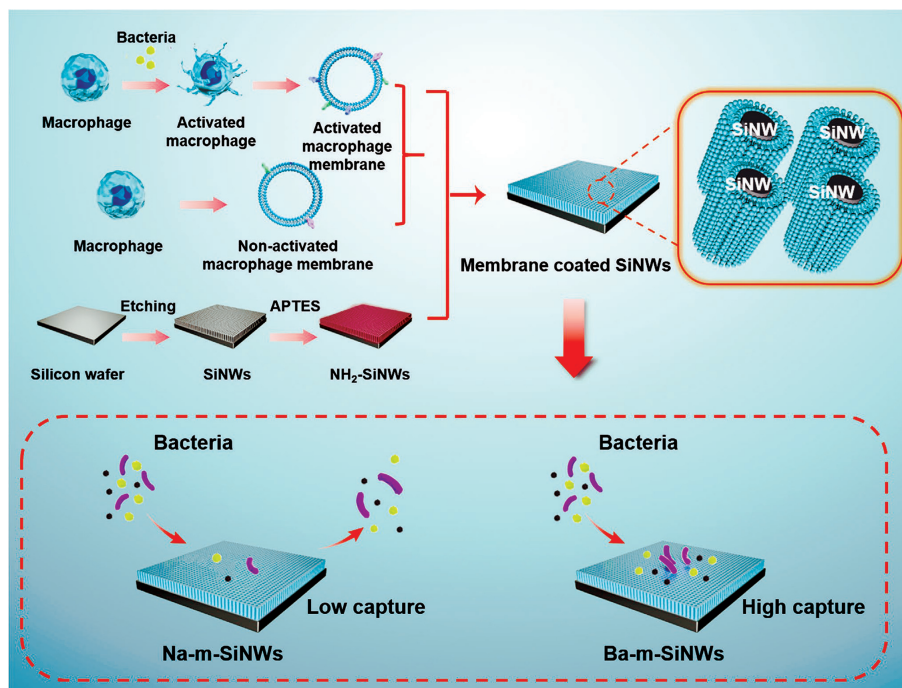 Bacteria
Macrophage
Activated
macrophage
Activated
macrophage
membrane
Macrophage
Non-activated
macrophage membrane
Etching
APTES
Silicon wafer
SiNWs
NH₂-SiNWs
Membrane coated SiNWs
SiNW
SiNW
SiNW
SiNW
Bacteria
Low capture
Na-m-SiNWs
Bacteria
High capture
Ba-m-SiNWs